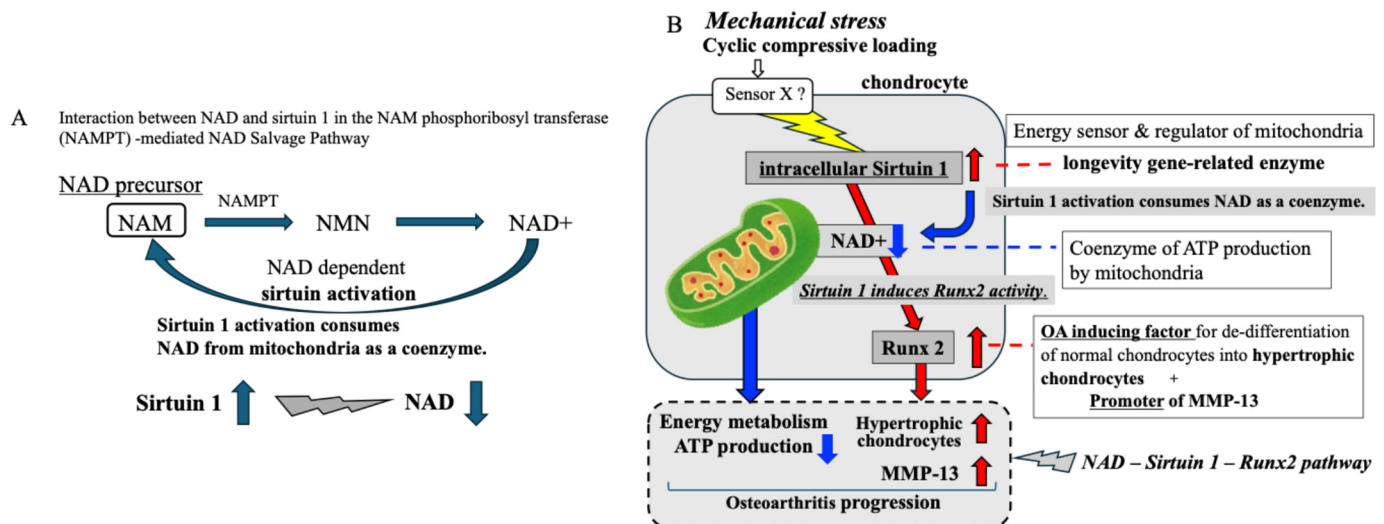 A
Interaction between NAD and sirtuin 1 in the NAM phosphoribosyl transferase
(NAMPT) -mediated NAD Salvage Pathway
NAD precursor
NAMPT
NAM
NMN
NAD+
NAD dependent
sirtuin activation
Sirtuin 1 activation consumes
NAD from mitochondria as a coenzyme.
Sirtuin 1
NAD
B
Mechanical stress
Cyclic compressive loading
chondrocyte
Sensor X ?
Energy sensor & regulator of mitochondria
intracellular Sirtuin 1
longevity gene-related enzyme
Sirtuin 1 activation consumes NAD as a coenzyme.
NAD+
Coenzyme of ATP production
by mitochondria
Sirtuin 1 induces Runx2 activity.
Runx 2
OA inducing factor for de-differentiation
of normal chondrocytes into hypertrophic
chondrocytes +
Promoter of MMP-13
Energy metabolism
ATP production
Hypertrophic
chondrocytes
MMP-13
NAD – Sirtuin 1 – Runx2 pathway
Osteoarthritis progression